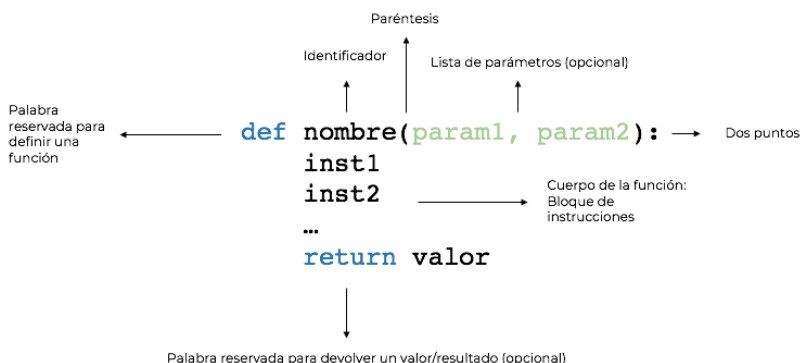 Paréntesis
Identificador
Lista de parámetros (opcional)
Palabra
reservada para
definir una
función
def nombre(param1, param2):
Dos puntos
inst1
inst2
Cuerpo de la función:
Bloque de
instrucciones
…
return valor
Palabra reservada para devolver un valor/resultado (opcional)